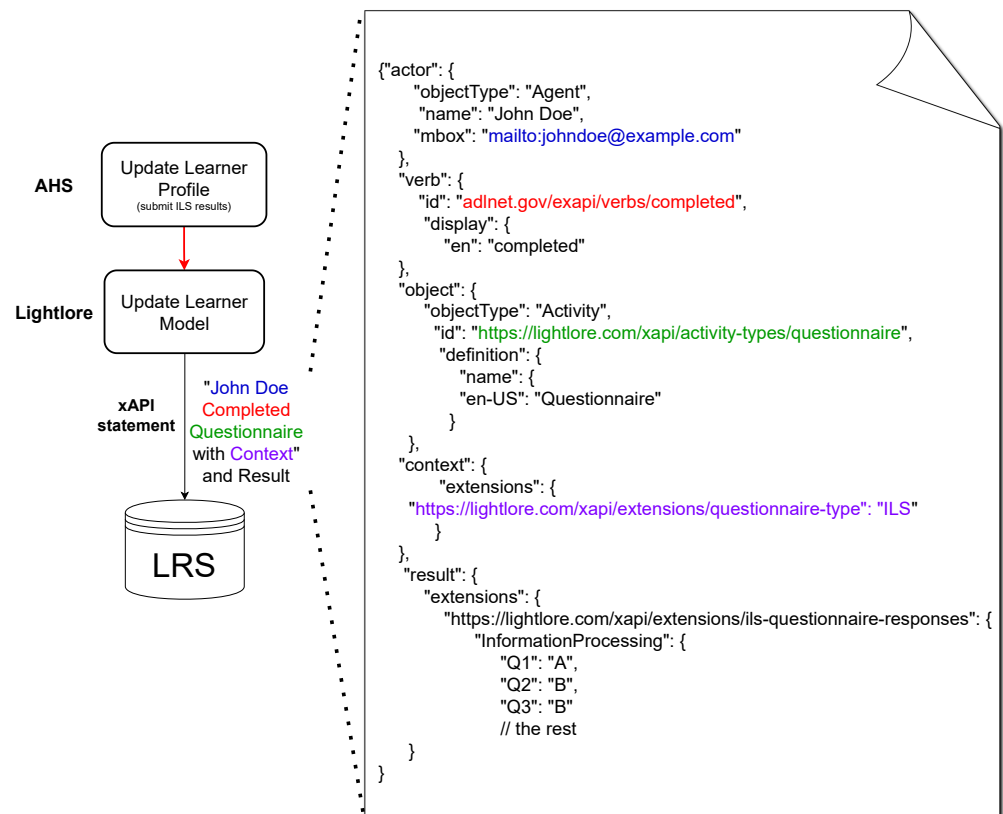 AHS
Update Learner
Profile
(submit ILS results)
Lightlore
Update Learner
Model
xAPI
statement
"John Doe
Completed
Questionnaire
with Context"
and Result
LRS
{"actor": {
"objectType": "Agent",
"name": "John Doe",
"mbox": "mailto:johndoe@example.com"
},
"verb": {
"id": "adlnet.gov/exapi/verbs/completed",
"display": {
"en": "completed"
},
"object": {
"objectType": "Activity",
"id": "https://lightlore.com/xapi/activity-types/questionnaire",
"definition": {
"name": {
"en-US": "Questionnaire"
}
},
"context": {
"extensions": {
"https://lightlore.com/xapi/extensions/questionnaire-type": "ILS"
}
},
"result": {
"extensions": {
"https://lightlore.com/xapi/extensions/ils-questionnaire-responses": {
"InformationProcessing": {
"Q1": "A",
"Q2": "B",
"Q3": "B"
// the rest
}
}